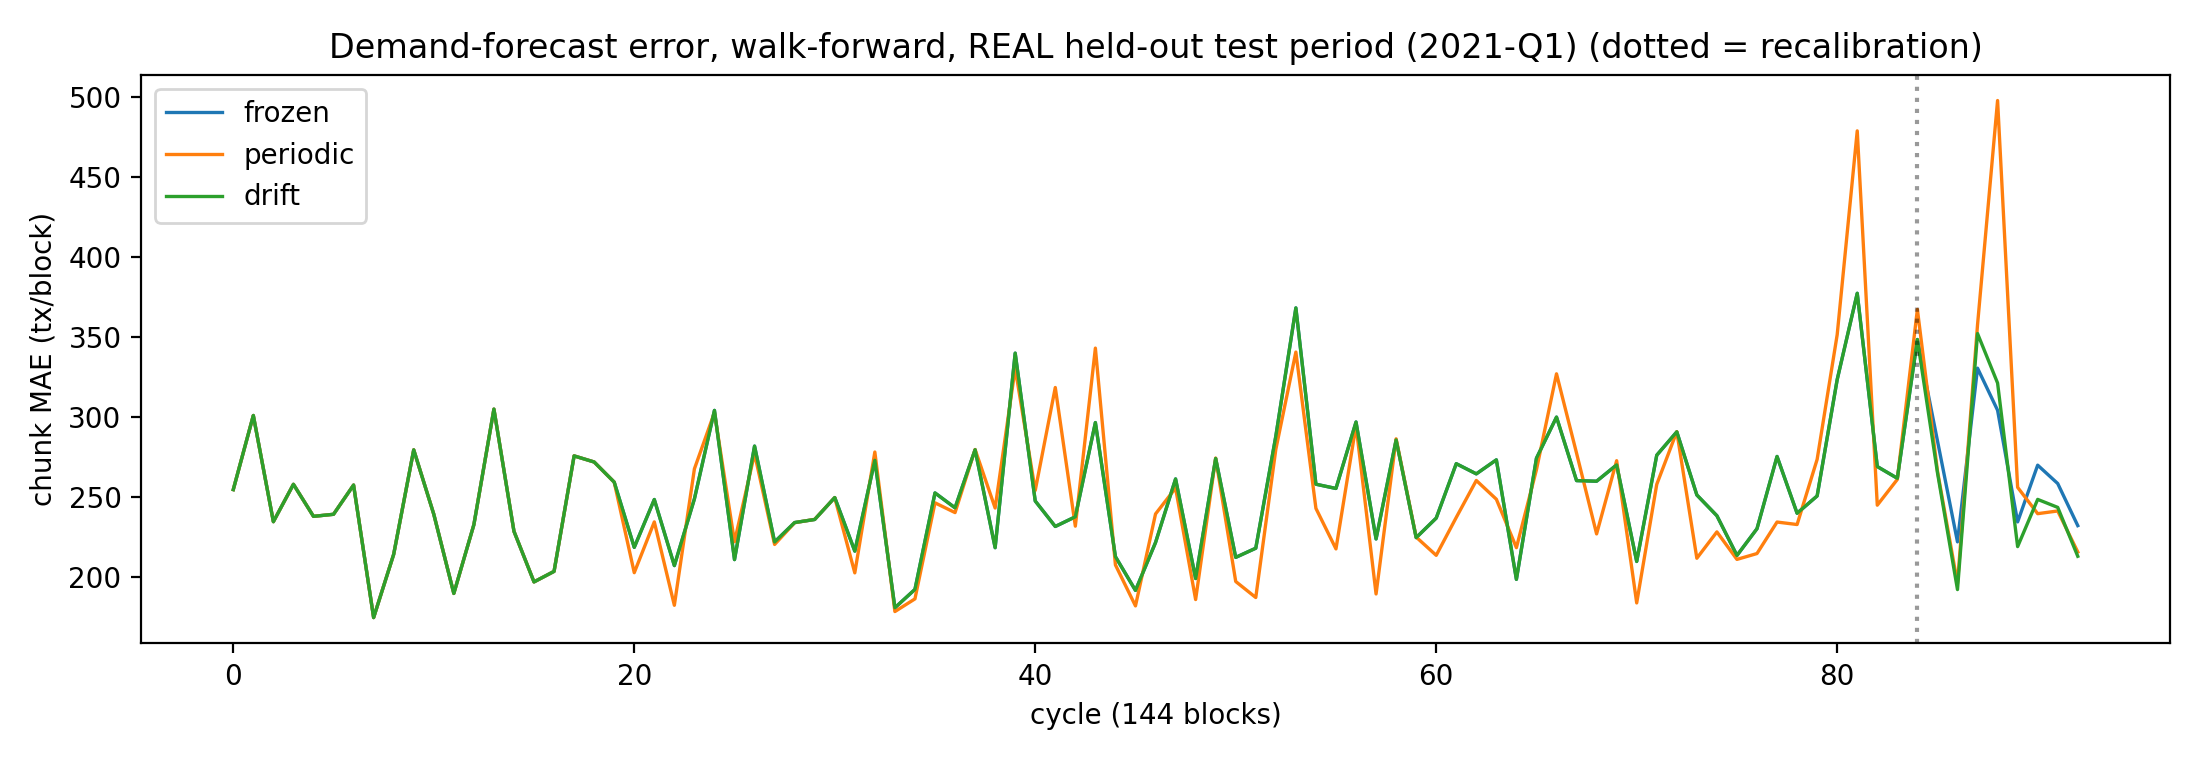 Demand-forecast error, walk-forward, REAL held-out test period (2021-Q1) (dotted = recalibration)
frozen
periodic
drift
chunk MAE (tx/block)
500
450
400
350
300
250
200
0
20
40
60
80
cycle (144 blocks)